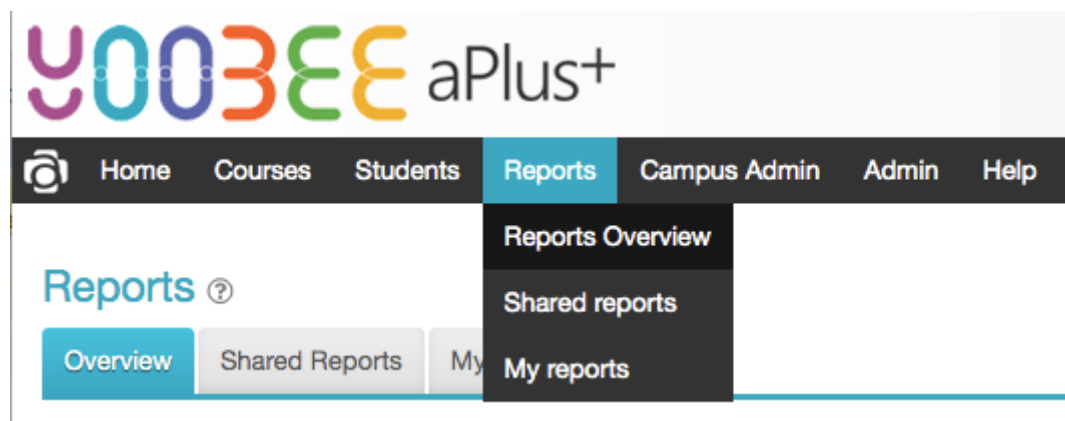 YOOBEE aPlus+
Home Courses Students Reports Campus Admin Admin Help
Reports Overview
Reports ?
Shared reports
Overview Shared Reports My
My reports